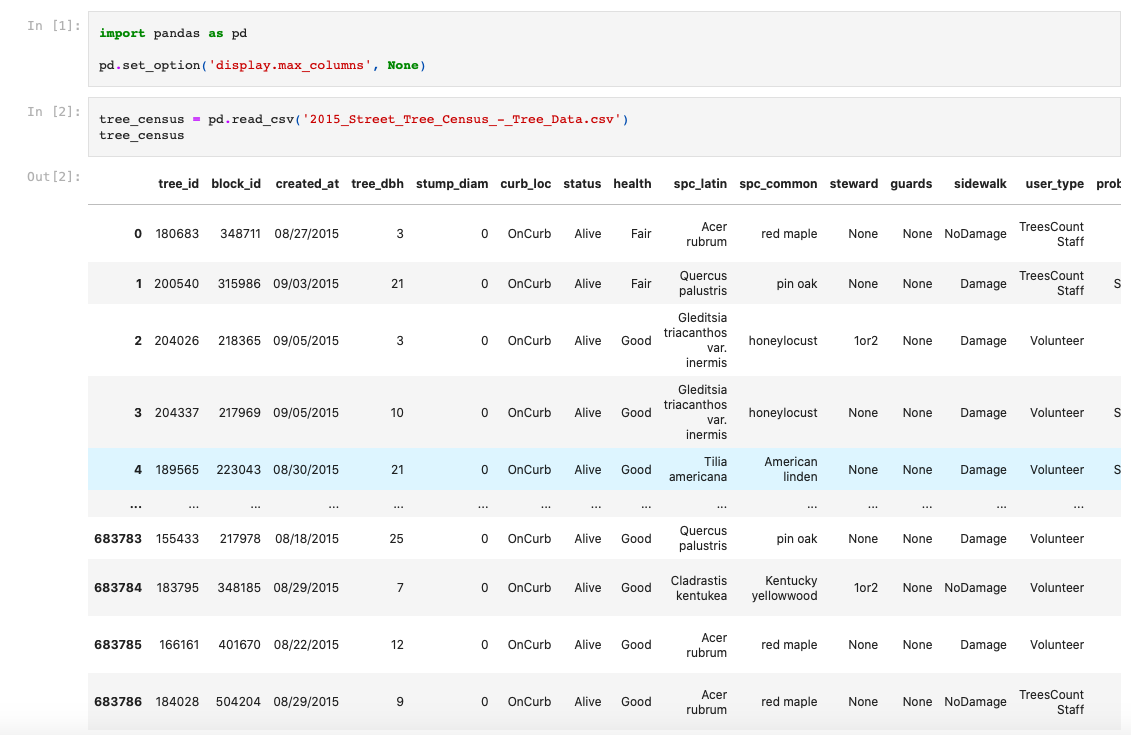 In [1]:
import pandas as pd
pd.set_option('display.max_columns', None)
In [2]:
tree_census = pd.read_csv('2015_Street_Tree_Census_-_Tree_Data.csv')
tree_census
Out[2]:
tree_id block_id created_at tree_dbh stump_diam curb_loc status health spc_latin spc_common steward guards sidewalk user_type prob
0 180683 348711 08/27/2015 3 0 OnCurb Alive Fair Acer rubrum red maple None None NoDamage TreesCount Staff
1 200540 315986 09/03/2015 21 0 OnCurb Alive Fair Quercus palustris pin oak None None Damage TreesCount Staff S
2 204026 218365 09/05/2015 3 0 OnCurb Alive Good Gleditsia triacanthos var. inermis honeylocust 1or2 None Damage Volunteer
3 204337 217969 09/05/2015 10 0 OnCurb Alive Good Gleditsia triacanthos var. inermis honeylocust None None Damage Volunteer S
4 189565 223043 08/30/2015 21 0 OnCurb Alive Good Tilia americana American linden None None Damage Volunteer S
... ... ... ... ... ... ... ... ... ... ... ... ... ... ...
683783 155433 217978 08/18/2015 25 0 OnCurb Alive Good Quercus palustris pin oak None None Damage Volunteer
683784 183795 348185 08/29/2015 7 0 OnCurb Alive Good Cladrastis kentukea Kentucky yellowwood 1or2 None NoDamage Volunteer
683785 166161 401670 08/22/2015 12 0 OnCurb Alive Good Acer rubrum red maple None None Damage Volunteer
683786 184028 504204 08/29/2015 9 0 OnCurb Alive Good Acer rubrum red maple None None NoDamage TreesCount Staff